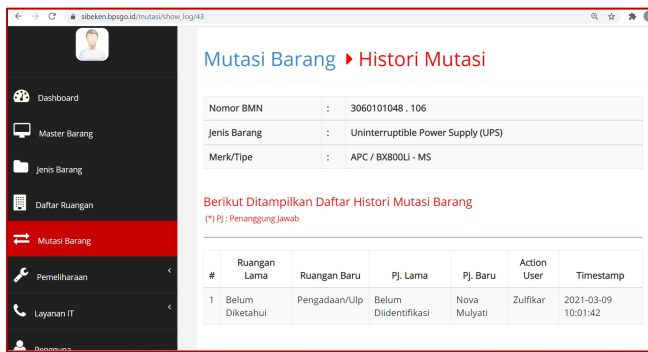 sibeken.bpsgo.id/mutasi/show_log/43
Mutasi Barang Histori Mutasi
Dashboard
Master Barang
Jenis Barang
Daftar Ruangan
Mutasi Barang
Pemeliharaan
Layanan IT
Pengguna
Nomor BMN : 3060101048 . 106
Jenis Barang : Uninterruptible Power Supply (UPS)
Merk/Tipe : APC / BX800Li - MS
Berikut Ditampilkan Daftar Histori Mutasi Barang
(*) PJ : Penanggung Jawab
# Ruangan Lama Ruangan Baru PJ. Lama Pj. Baru Action User Timestamp
1 Belum Diketahui Pengadaan/Ulp Belum Diidentifikasi Nova Mulyati Zulfikar 2021-03-09 10:01:42